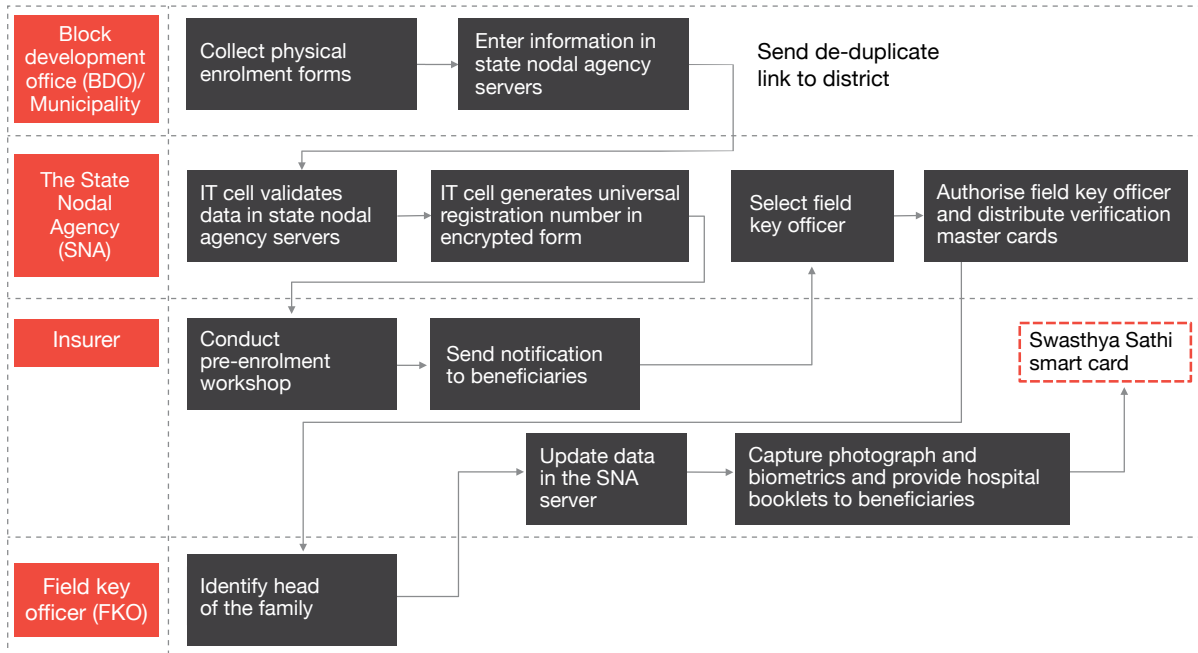 Block
development
office (BDO)/
Municipality
Collect physical
enrolment forms
Enter information in
state nodal agency
servers
Send de-duplicate
link to district
The State
Nodal
Agency
(SNA)
IT cell validates
data in state nodal
agency servers
IT cell generates universal
registration number in
encrypted form
Select field
key officer
Authorise field key officer
and distribute verification
master cards
Insurer
Conduct
pre-enrolment
workshop
Send notification
to beneficiaries
Swasthya Sathi
smart card
Update data
in the SNA
server
Capture photograph and
biometrics and provide hospital
booklets to beneficiaries
Field key
officer (FKO)
Identify head
of the family